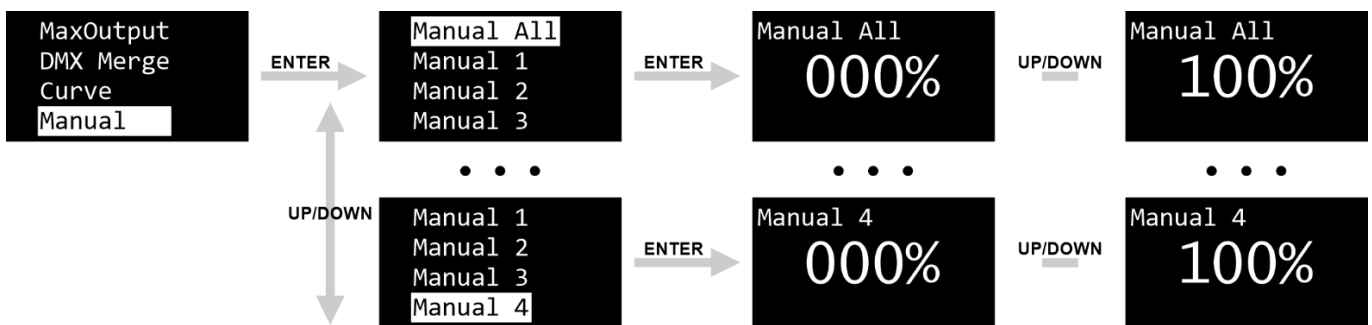 MaxOutput
DMX Merge
Curve
Manual
ENTER
Manual All
Manual 1
Manual 2
Manual 3
ENTER
Manual All
000%
UP/DOWN
Manual All
100%
• • •
• • •
• • •
UP/DOWN
Manual 1
Manual 2
Manual 3
Manual 4
ENTER
Manual 4
000%
UP/DOWN
Manual 4
100%